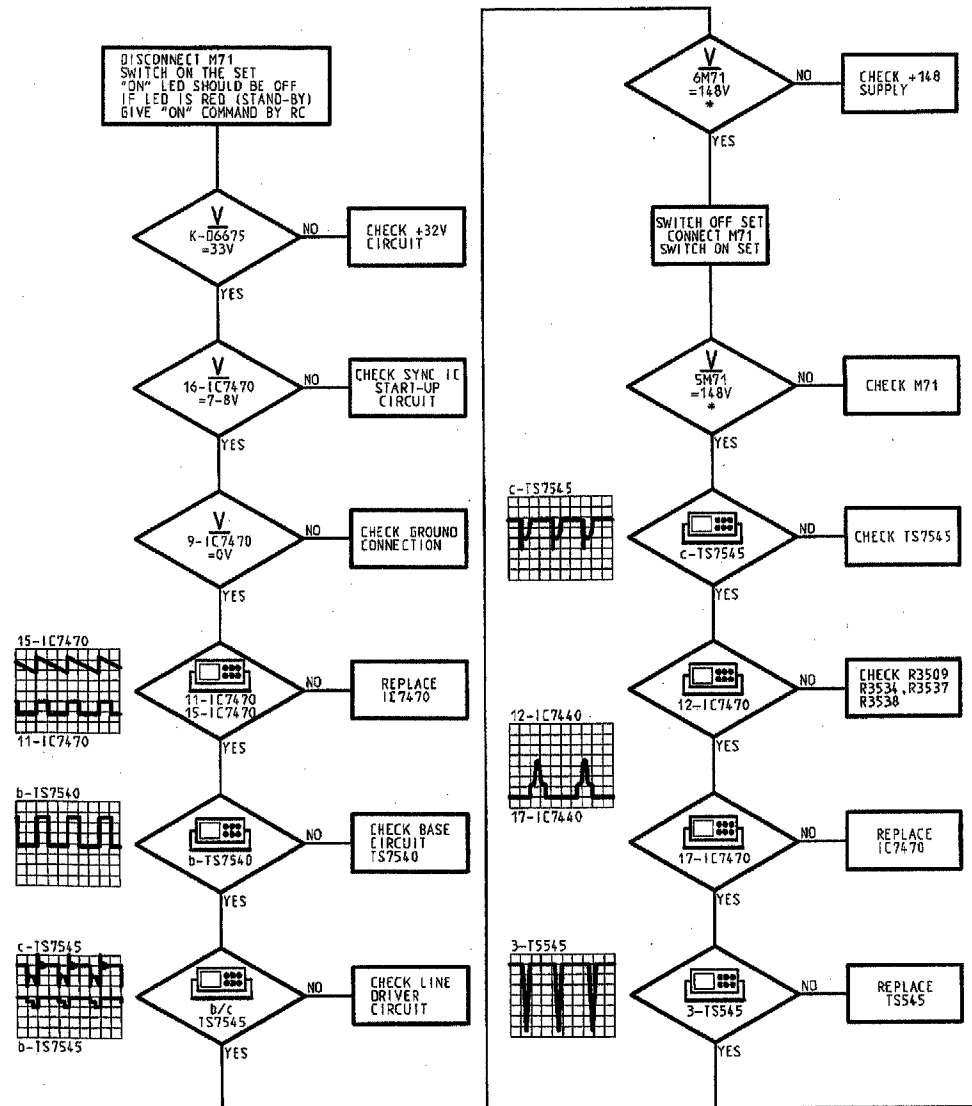 DISCONNECT M71
SWITCH ON THE SET
"ON" LED SHOULD BE OFF
IF LED IS RED (STAND-BY)
GIVE "ON" COMMAND BY RC
V
K-D6675
=33V
NO
CHECK +32V
CIRCUIT
YES
V
16-IC7470
=7-8V
NO
CHECK SYNC IC
START-UP
CIRCUIT
YES
V
9-IC7470
=0V
NO
CHECK GROUND
CONNECTION
YES
15-IC7470
11-IC7470
11-IC7470
15-IC7470
NO
REPLACE
IC7470
YES
b-TS7540
b-TS7540
NO
CHECK BASE
CIRCUIT
TS7540
YES
c-TS7545
b-TS7545
b/c
TS7545
NO
CHECK LINE
DRIVER
CIRCUIT
YES
V
6M71
=148V
*
NO
CHECK +148
SUPPLY
YES
SWITCH OFF SET
CONNECT M71
SWITCH ON SET
V
5M71
=148V
*
NO
CHECK M71
YES
c-TS7545
c-TS7545
NO
CHECK TS7545
YES
12-IC7470
NO
CHECK R3509
R3534,R3537
R3538
YES
12-IC7440
17-IC7440
17-IC7470
NO
REPLACE
IC7470
YES
3-T5545
3-T5545
NO
REPLACE
T5545
YES